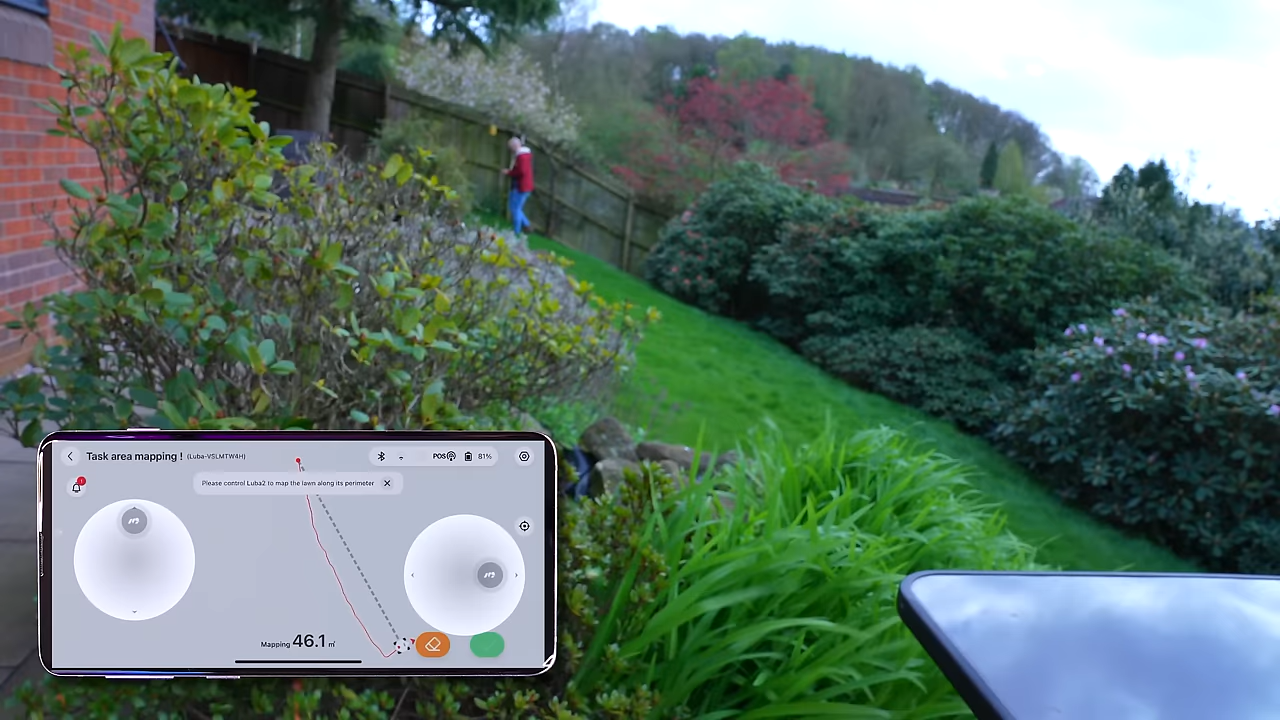 Task area mapping ! (Luba-VSLMTW4H)
POS 81%
1
Please control Luba2 to map the lawn along its perimeter
Mapping 46.1 m²